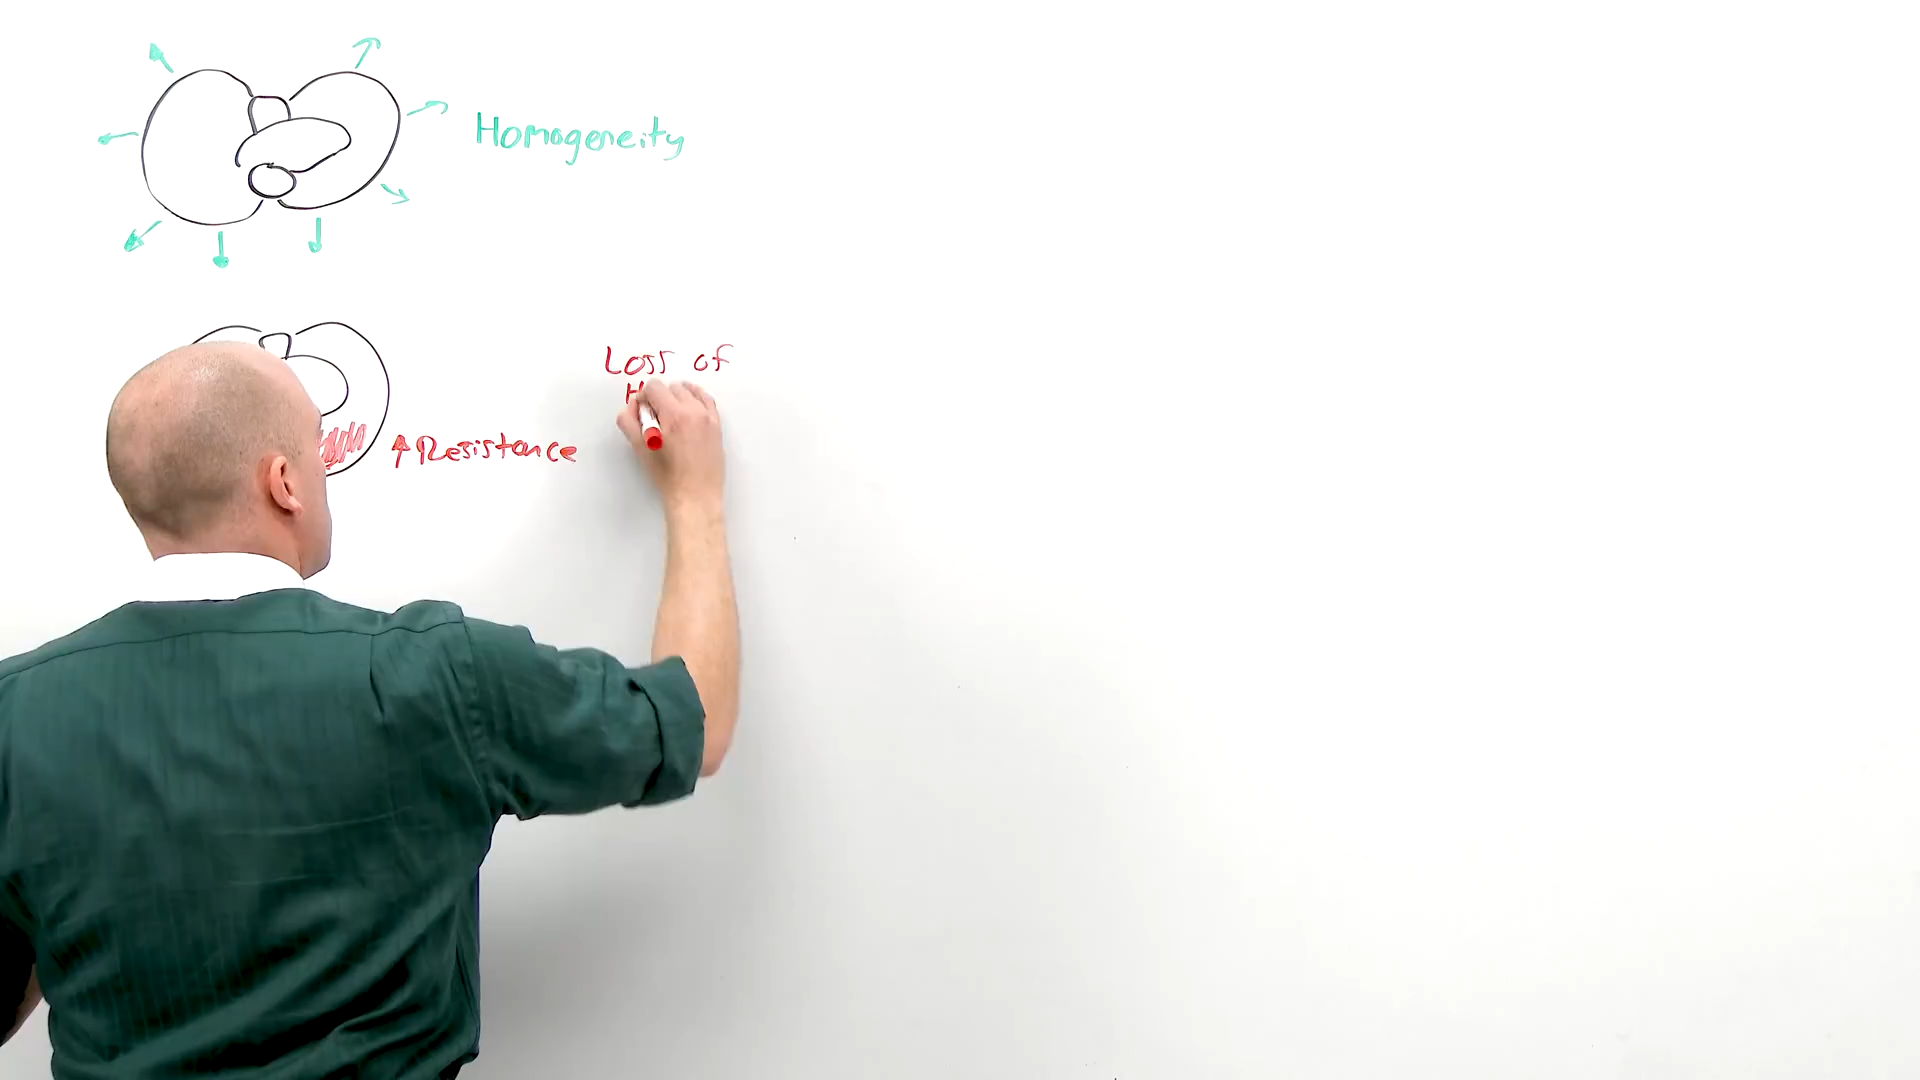 Homogeneity
Loss of
H
↑ Resistance